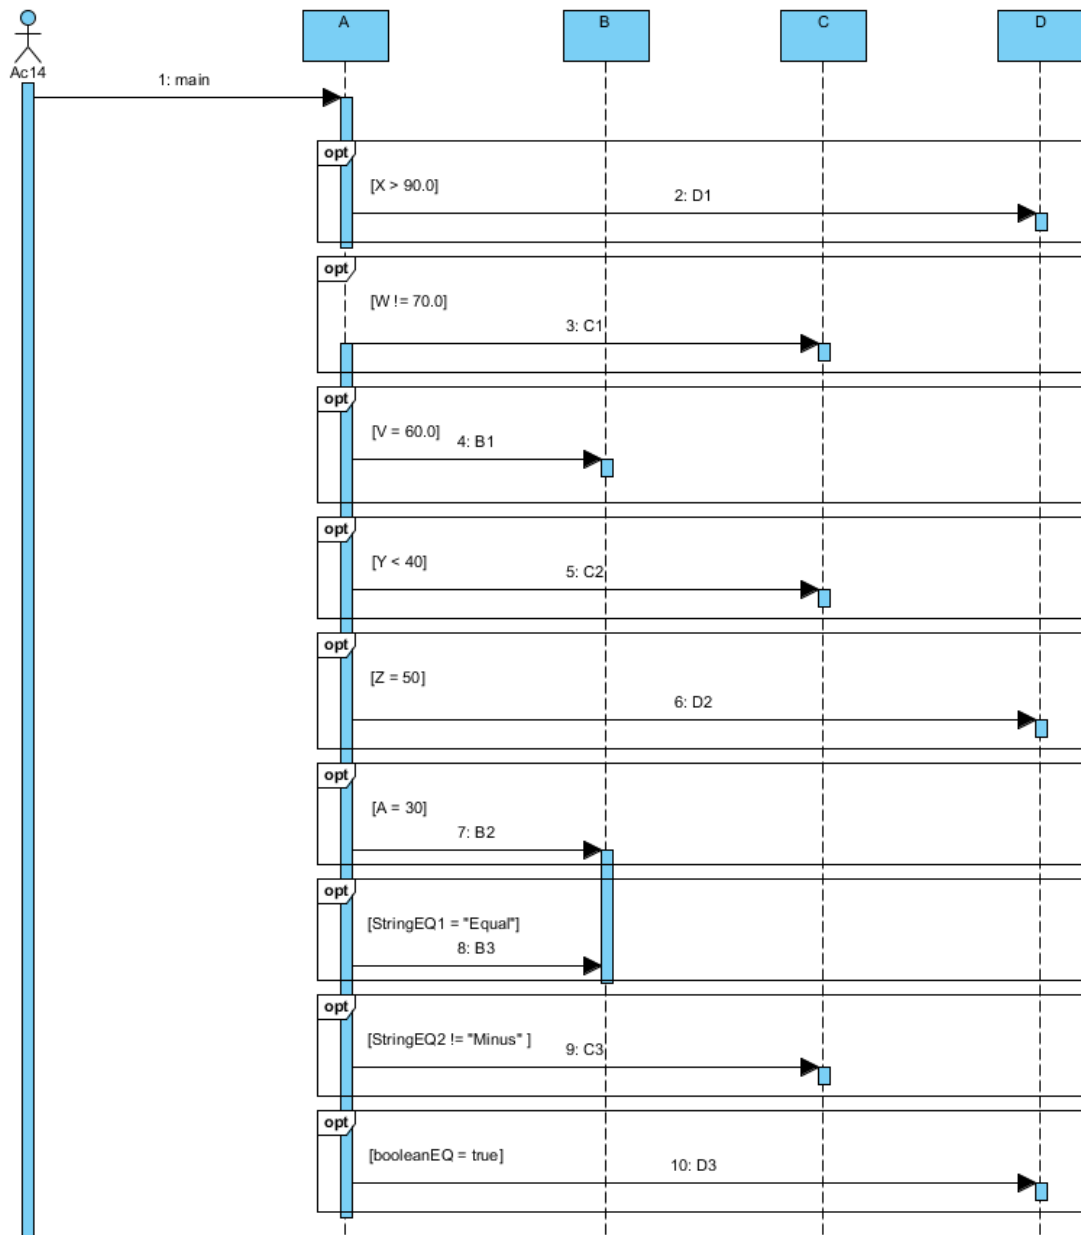 A
B
C
D
Ac14
1: main
opt
[X > 90.0]
2: D1
opt
[W != 70.0]
3: C1
opt
[V = 60.0]
4: B1
opt
[Y < 40]
5: C2
opt
[Z = 50]
6: D2
opt
[A = 30]
7: B2
opt
[StringEQ1 = "Equal"]
8: B3
opt
[StringEQ2 != "Minus" ]
9: C3
opt
[booleanEQ = true]
10: D3